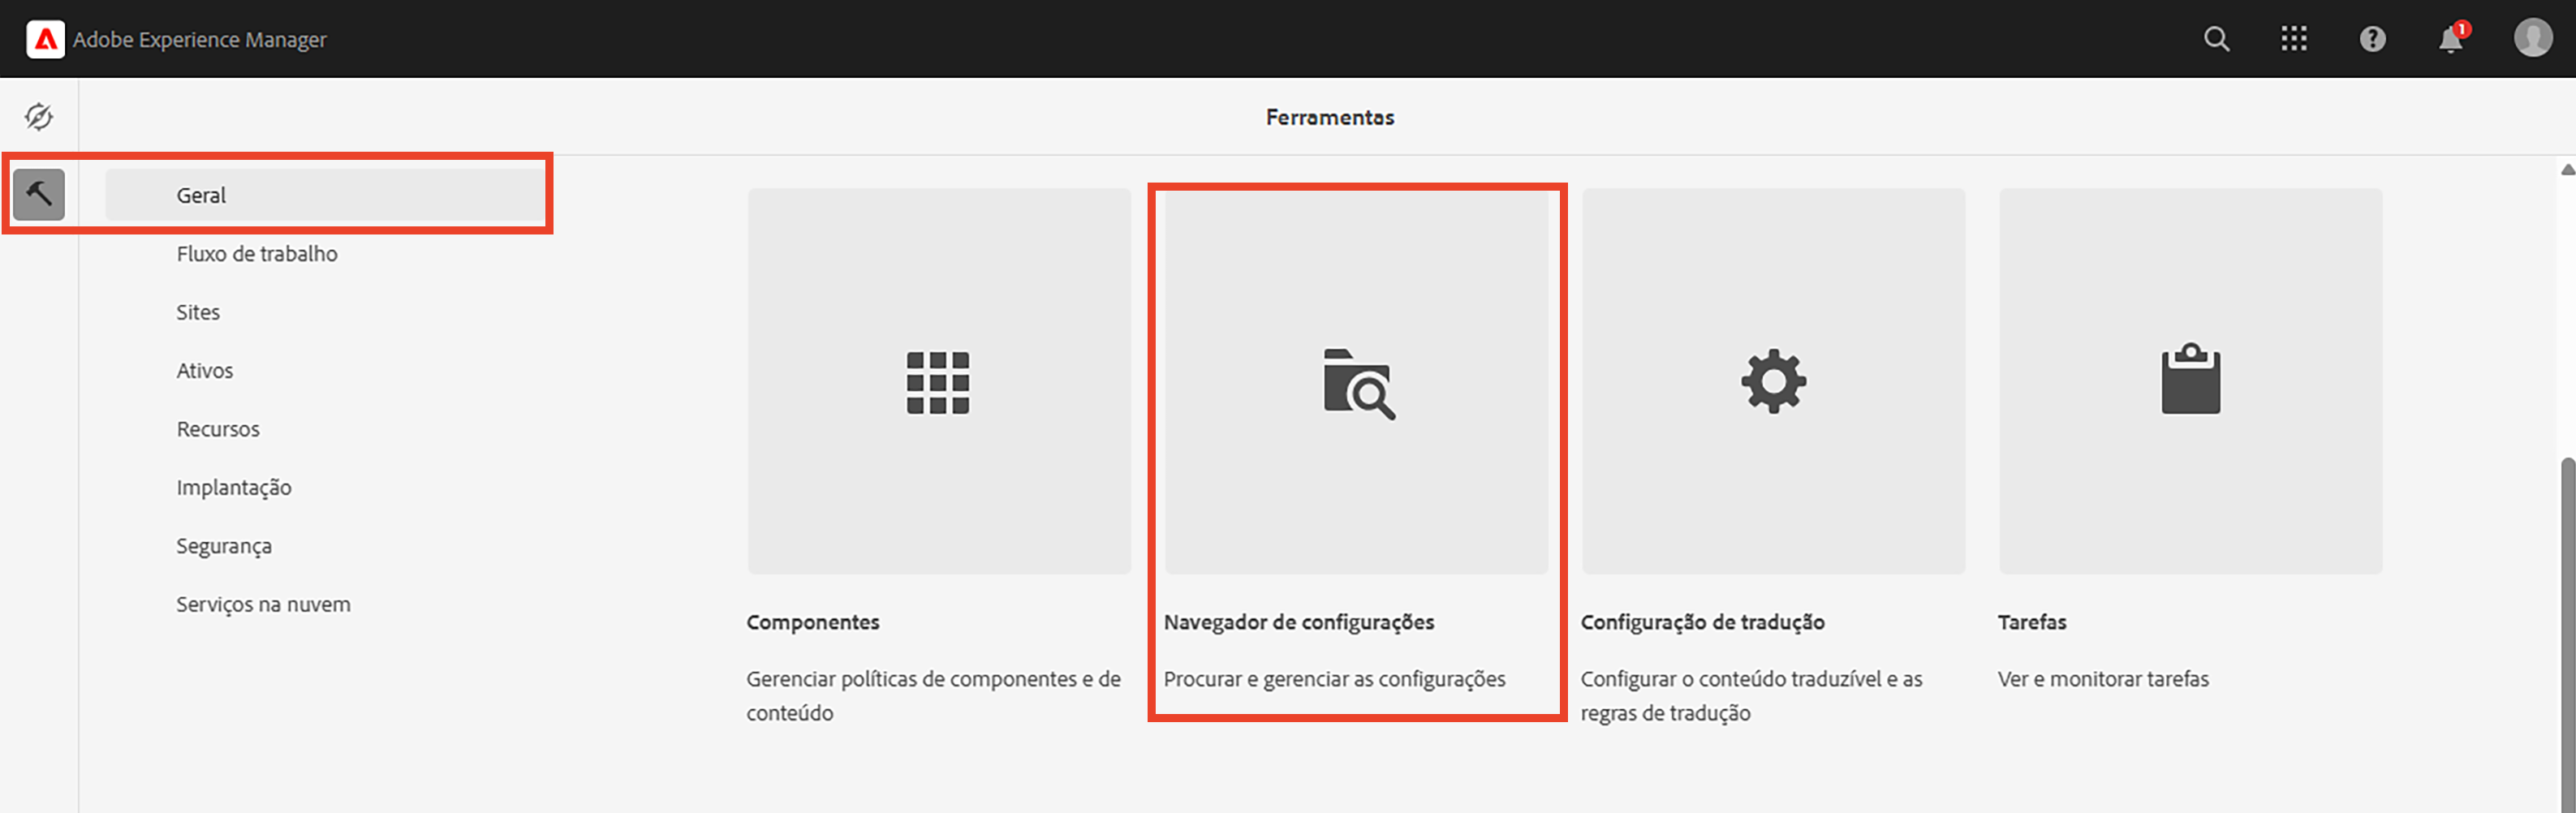 Adobe Experience Manager
1
Ferramentas
Geral
Fluxo de trabalho
Sites
Ativos
Recursos
Implantação
Segurança
Serviços na nuvem
Componentes
Gerenciar políticas de componentes e de
conteúdo
Navegador de configurações
Procurar e gerenciar as configurações
Configuração de tradução
Configurar o conteúdo traduzível e as
regras de tradução
Tarefas
Ver e monitorar tarefas